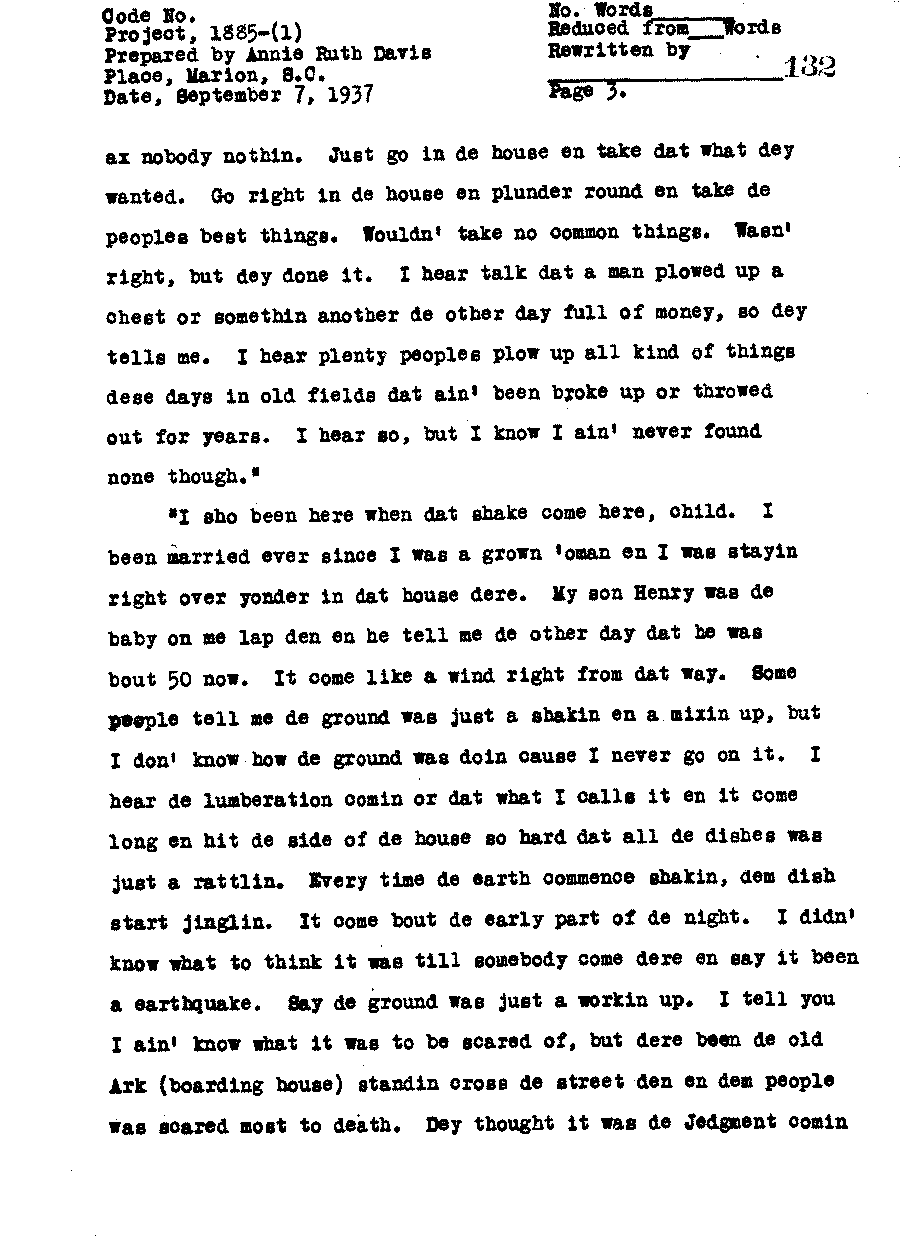 Code No.
Project, 1885-(1)
Prepared by Annie Ruth Davis
Place, Marion, S.C.
Date, September 7, 1937
No. Words
Reduced from Words
Rewritten by
132
Page 3.
ax nobody nothin. Just go in de house en take dat what dey
wanted. Go right in de house en plunder round en take de
peoples best things. Wouldn' take no common things. Wasn'
right, but dey done it. I hear talk dat a man plowed up a
chest or somethin another de other day full of money, so dey
tells me. I hear plenty peoples plow up all kind of things
dese days in old fields dat ain' been broke up or throwed
out for years. I hear so, but I know I ain' never found
none though."
"I sho been here when dat shake come here, child. I
been married ever since I was a grown 'oman en I was stayin
right over yonder in dat house dere. My son Henry was de
baby on me lap den en he tell me de other day dat he was
bout 50 now. It come like a wind right from dat way. Some
people tell me de ground was just a shakin en a mixin up, but
I don' know how de ground was doin cause I never go on it. I
hear de lumberation comin or dat what I calls it en it come
long en hit de side of de house so hard dat all de dishes was
just a rattlin. Every time de earth commence shakin, dem dish
start jinglin. It come bout de early part of de night. I didn'
know what to think it was till somebody come dere en say it been
a earthquake. Say de ground was just a workin up. I tell you
I ain' know what it was to be scared of, but dere been de old
Ark (boarding house) standin cross de street den en dem people
was scared most to death. Dey thought it was de Jedgment comin